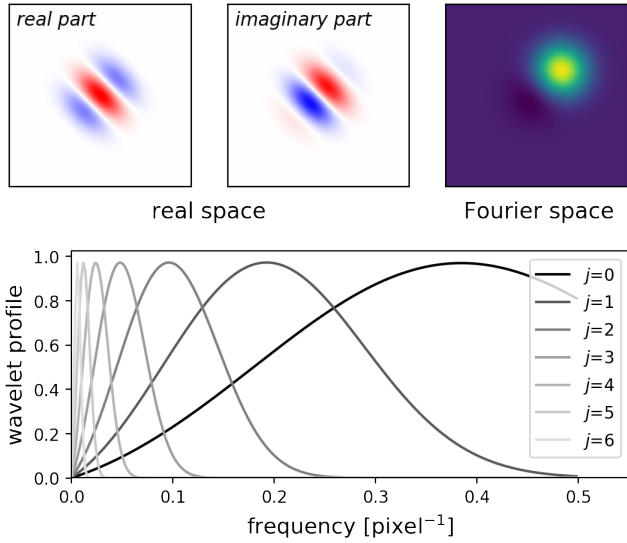 real part
imaginary part
real space
Fourier space
wavelet profile
1.0
0.8
0.6
0.4
0.2
0.0
0.0 0.1 0.2 0.3 0.4 0.5
frequency [pixel⁻¹]
j=0
j=1
j=2
j=3
j=4
j=5
j=6